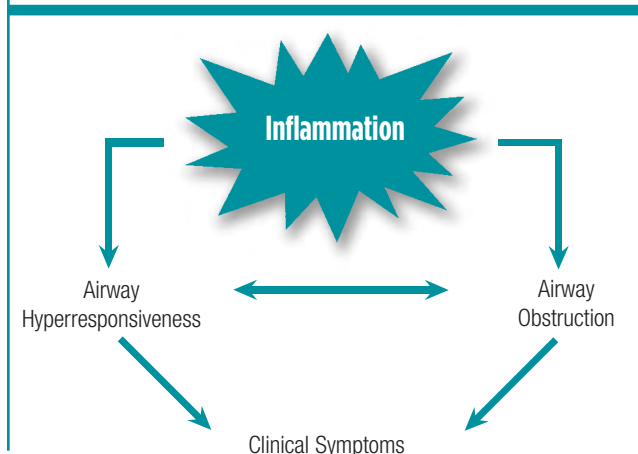 Inflammation
Airway
Hyperresponsiveness
Airway
Obstruction
Clinical Symptoms